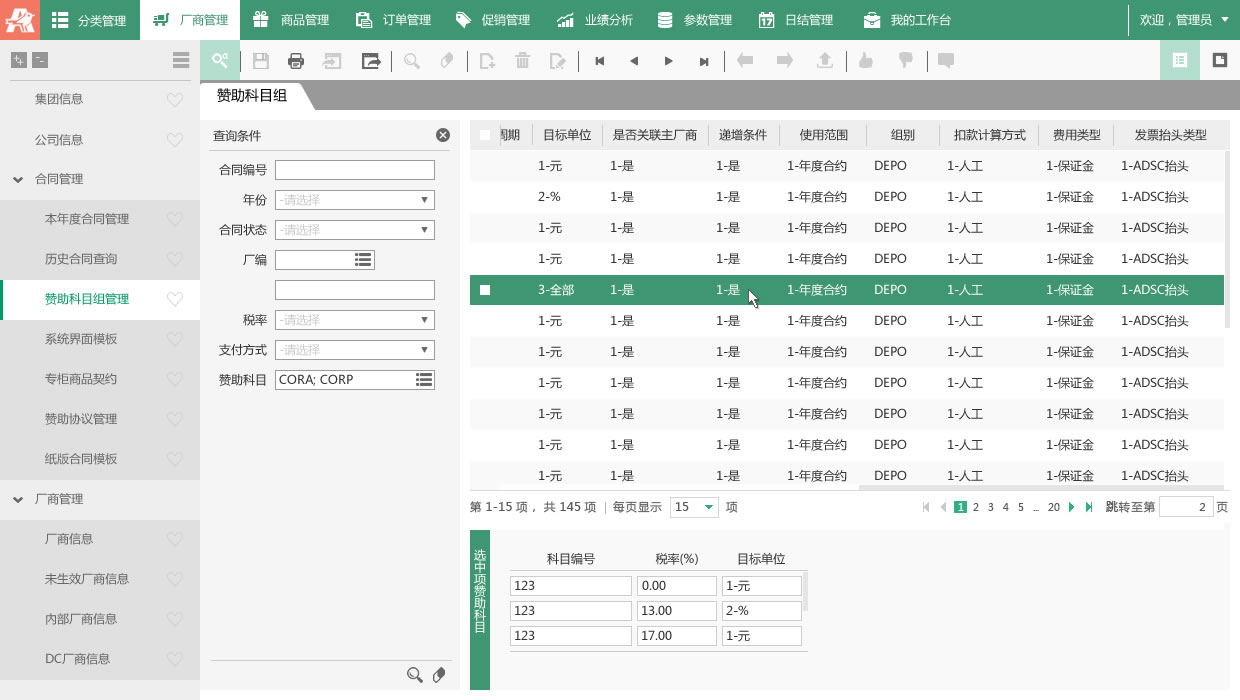 分类管理 厂商管理 商品管理 订单管理 促销管理 业绩分析 参数管理 日结管理 我的工作台 欢迎，管理员
集团信息
公司信息
合同管理
本年度合同管理
历史合同查询
赞助科目组管理
系统界面模板
专柜商品契约
赞助协议管理
纸版合同模板
厂商管理
厂商信息
未生效厂商信息
内部厂商信息
DC厂商信息
赞助科目组
查询条件
合同编号
年份 -请选择
合同状态 -请选择
厂编
税率 -请选择
支付方式 -请选择
赞助科目 CORA; CORP
周期 目标单位 是否关联主厂商 递增条件 使用范围 组别 扣款计算方式 费用类型 发票抬头类型
1-元 1-是 1-是 1-年度合约 DEPO 1-人工 1-保证金 1-ADSC抬头
2-% 1-是 1-是 1-年度合约 DEPO 1-人工 1-保证金 1-ADSC抬头
1-元 1-是 1-是 1-年度合约 DEPO 1-人工 1-保证金 1-ADSC抬头
1-元 1-是 1-是 1-年度合约 DEPO 1-人工 1-保证金 1-ADSC抬头
3-全部 1-是 1-是 1-年度合约 DEPO 1-人工 1-保证金 1-ADSC抬头
1-元 1-是 1-是 1-年度合约 DEPO 1-人工 1-保证金 1-ADSC抬头
1-元 1-是 1-是 1-年度合约 DEPO 1-人工 1-保证金 1-ADSC抬头
1-元 1-是 1-是 1-年度合约 DEPO 1-人工 1-保证金 1-ADSC抬头
1-元 1-是 1-是 1-年度合约 DEPO 1-人工 1-保证金 1-ADSC抬头
1-元 1-是 1-是 1-年度合约 DEPO 1-人工 1-保证金 1-ADSC抬头
1-元 1-是 1-是 1-年度合约 DEPO 1-人工 1-保证金 1-ADSC抬头
第 1-15 项，共 145 项 | 每页显示 15 项 1 2 3 4 5 ... 20 跳转至第 2 页
选中项赞助科目
科目编号 税率(%) 目标单位
123 0.00 1-元
123 13.00 2-%
123 17.00 1-元